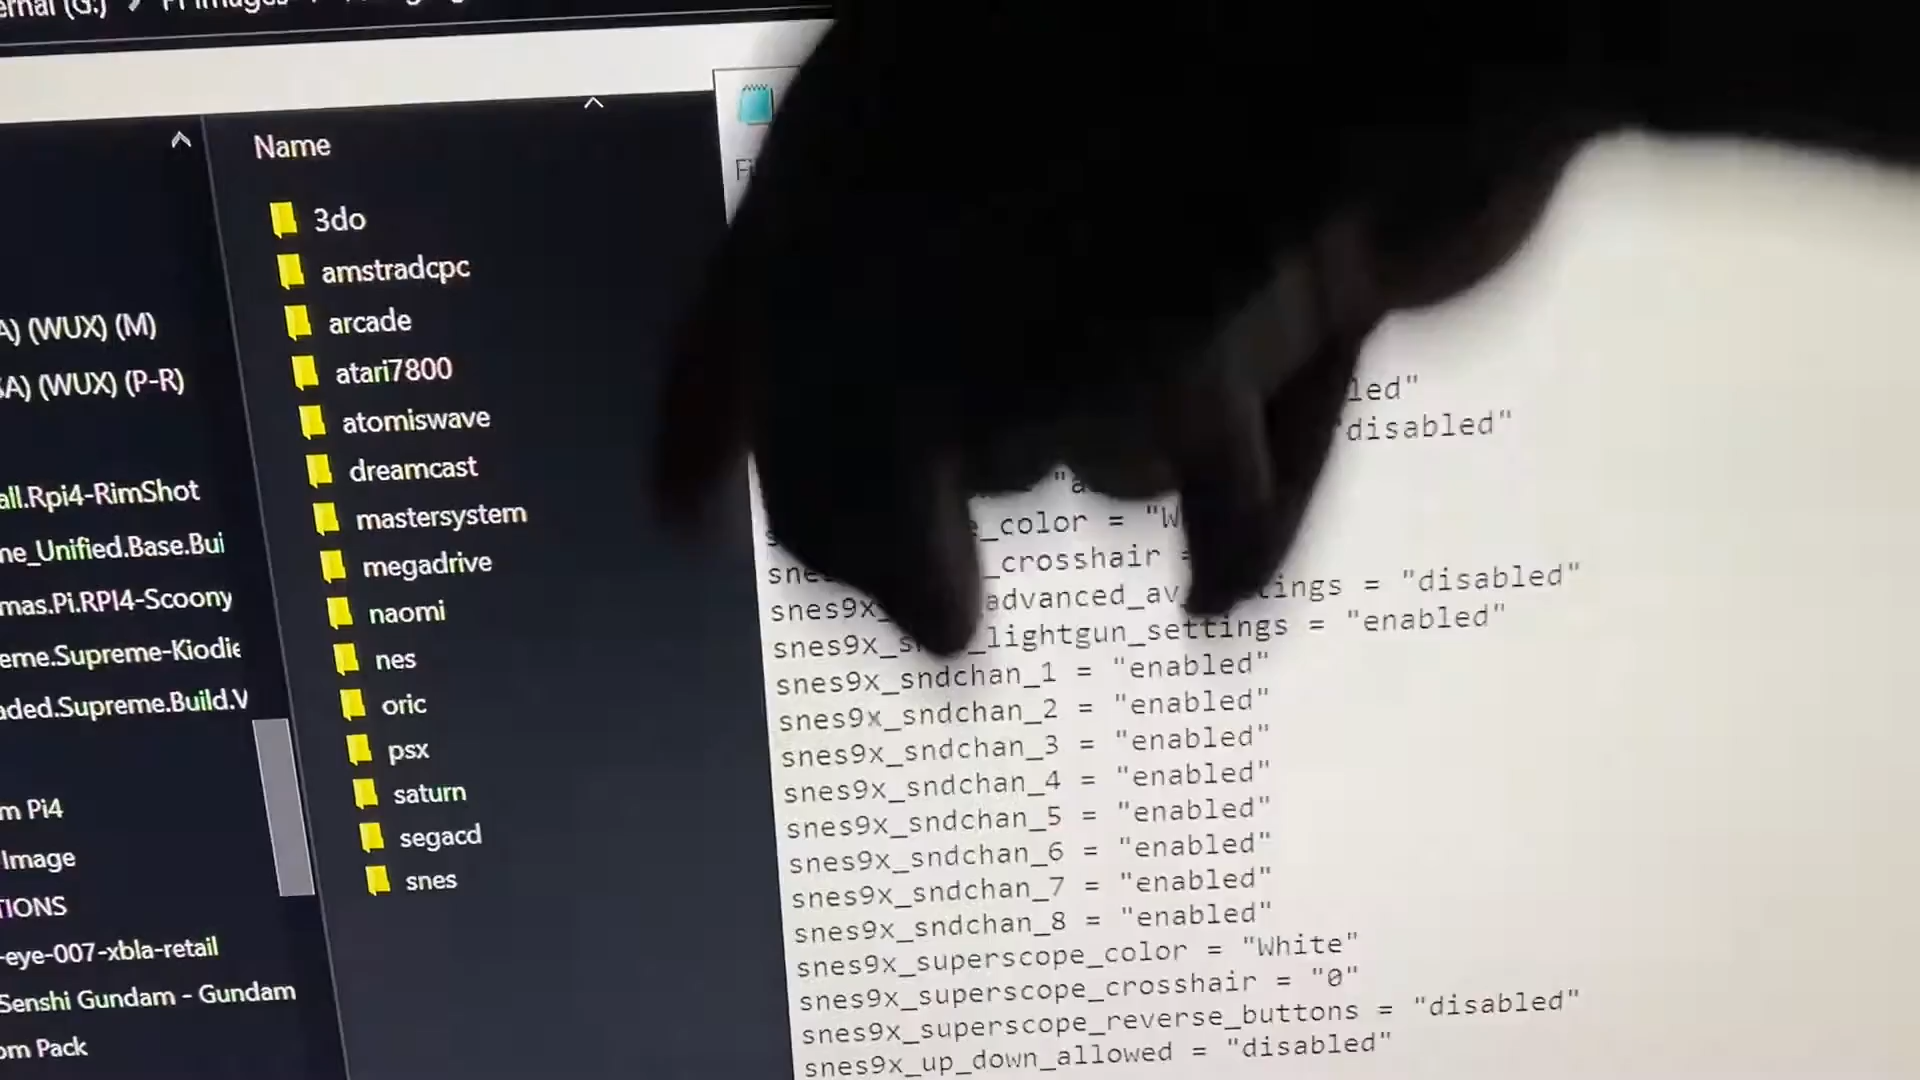 Name
3do
amstradcpc
arcade
atari7800
atomiswave
dreamcast
mastersystem
megadrive
naomi
nes
oric
psx
saturn
segacd
snes
(WUX) (M)
(WUX) (P-R)
all.Rpi4-RimShot
ne_Unified.Base.Bui
mas.Pi.RPI4-Scoony
eme.Supreme-Kiodie
aded.Supreme.Build.V
m Pi4
Image
TIONS
-eye-007-xbla-retail
Senshi Gundam - Gundam
om Pack
led"
"disabled"
_color = "W
_crosshair =
snes9x_ advanced_av tings = "disabled"
snes9x_ _lightgun_settings = "enabled"
snes9x_sndchan_1 = "enabled"
snes9x_sndchan_2 = "enabled"
snes9x_sndchan_3 = "enabled"
snes9x_sndchan_4 = "enabled"
snes9x_sndchan_5 = "enabled"
snes9x_sndchan_6 = "enabled"
snes9x_sndchan_7 = "enabled"
snes9x_sndchan_8 = "enabled"
snes9x_superscope_color = "White"
snes9x_superscope_crosshair = "0"
snes9x_superscope_reverse_buttons = "disabled"
snes9x_up_down_allowed = "disabled"